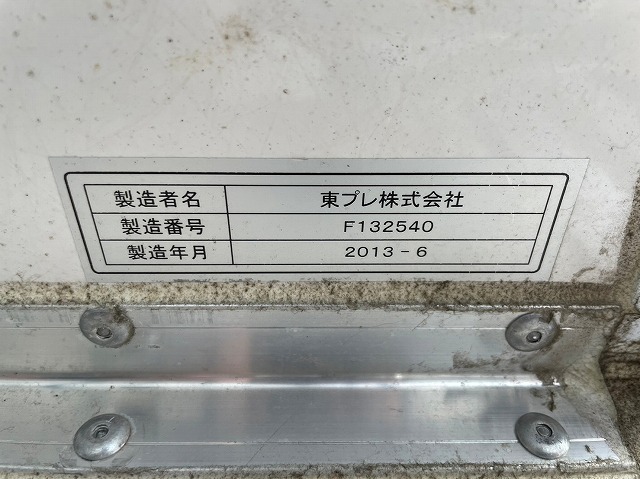 製造者名 東プレ株式会社
製造番号 F132540
製造年月 2013-6